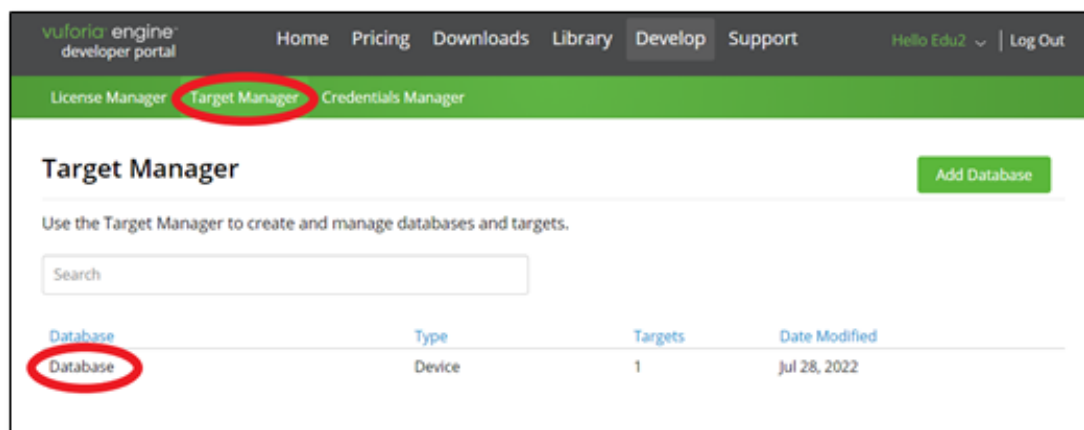 vuforia engine Home Pricing Downloads Library Develop Support Hello Edu2 | Log Out
developer portal
License Manager Target Manager Credentials Manager
Target Manager
Add Database
Use the Target Manager to create and manage databases and targets.
Search
Database Type Targets Date Modified
Database Device 1 Jul 28, 2022